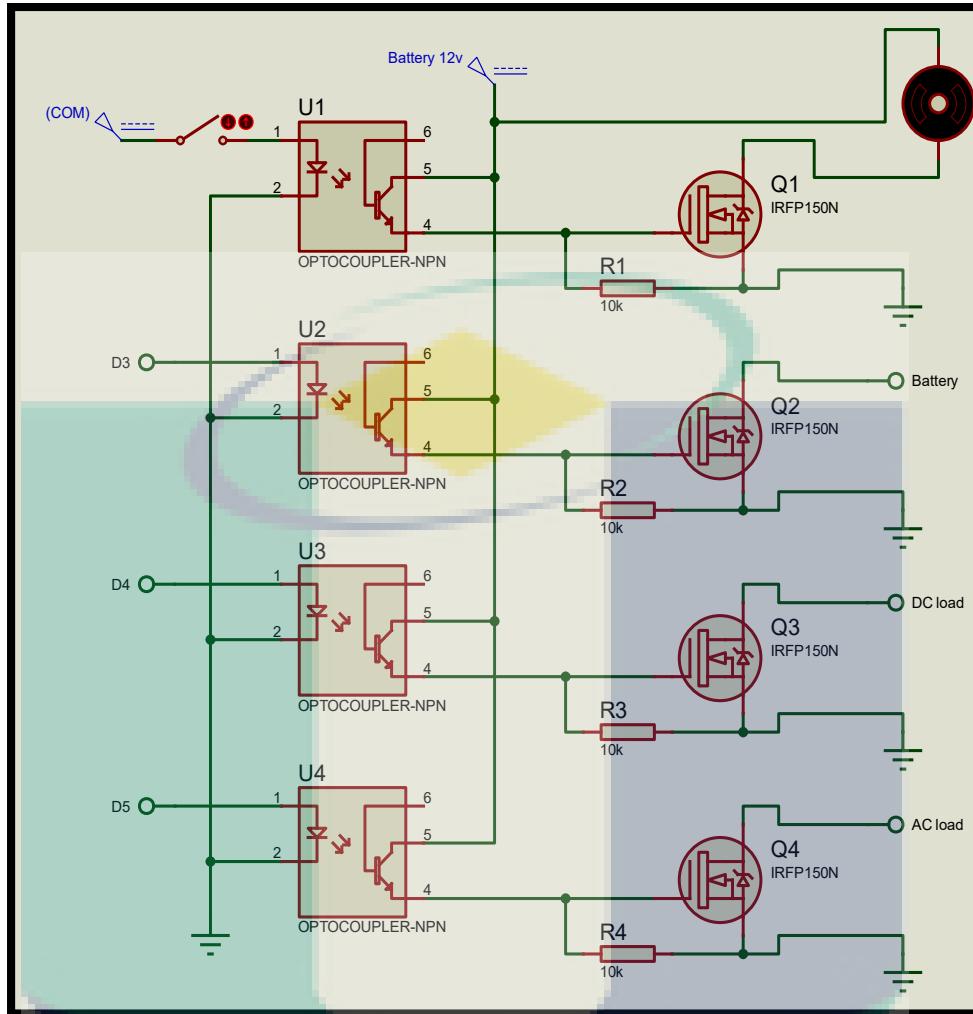 Battery 12v
(COM)
U1
1
2
6
5
4
OPTOCOUPLER-NPN
Q1
IRFP150N
R1
10k
U2
D3
1
2
6
5
4
OPTOCOUPLER-NPN
Battery
Q2
IRFP150N
R2
10k
U3
D4
1
2
6
5
4
OPTOCOUPLER-NPN
DC load
Q3
IRFP150N
R3
10k
U4
D5
1
2
6
5
4
OPTOCOUPLER-NPN
AC load
Q4
IRFP150N
R4
10k